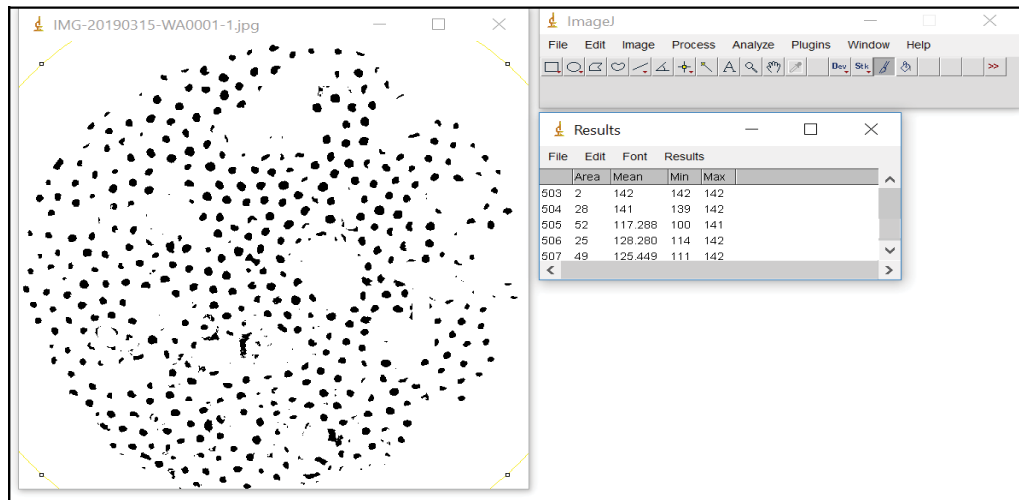 IMG-20190315-WA0001-1.jpg
ImageJ
File Edit Image Process Analyze Plugins Window Help
A Dev Stk >>
Results
File Edit Font Results
Area Mean Min Max
503 2 142 142 142
504 28 141 139 142
505 52 117.288 100 141
506 25 128.280 114 142
507 49 125.449 111 142